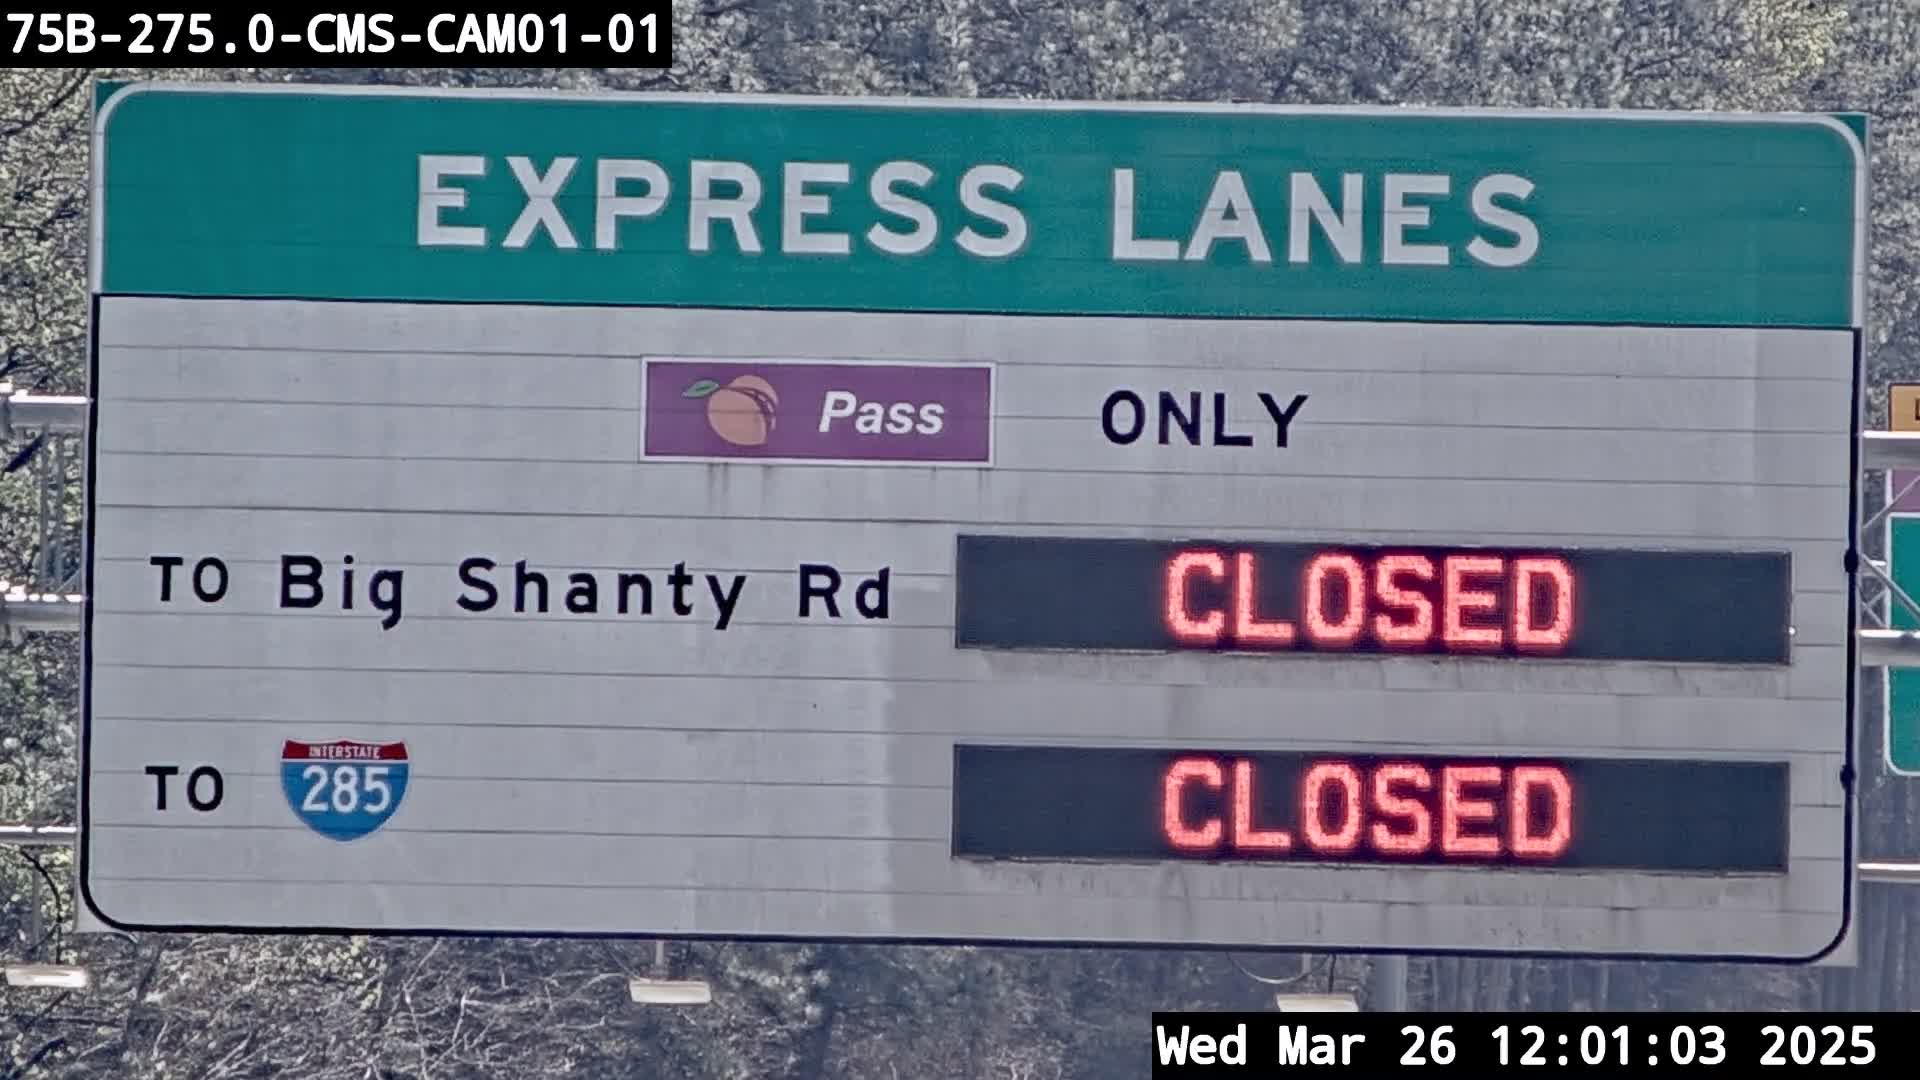 75B-275.0-CMS-CAM01-01
EXPRESS LANES
Pass ONLY
TO Big Shanty Rd CLOSED
TO INTERSTATE 285 CLOSED
Wed Mar 26 12:01:03 2025